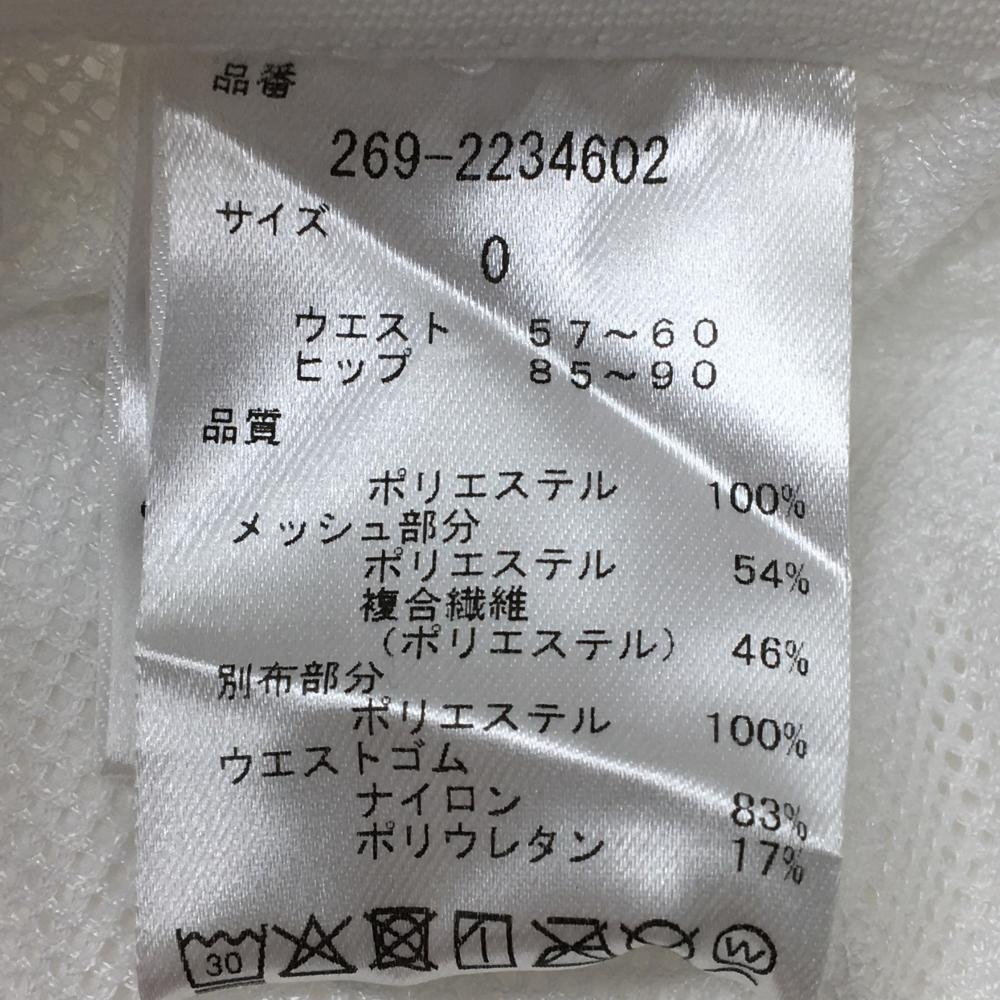 品番
269-2234602
サイズ
0
ウエスト 57~60
ヒップ 85~90
品質
ポリエステル 100%
メッシュ部分
ポリエステル 54%
複合繊維
(ポリエステル) 46%
別布部分
ポリエステル 100%
ウエストゴム
ナイロン 83%
ポリウレタン 17%
30 W